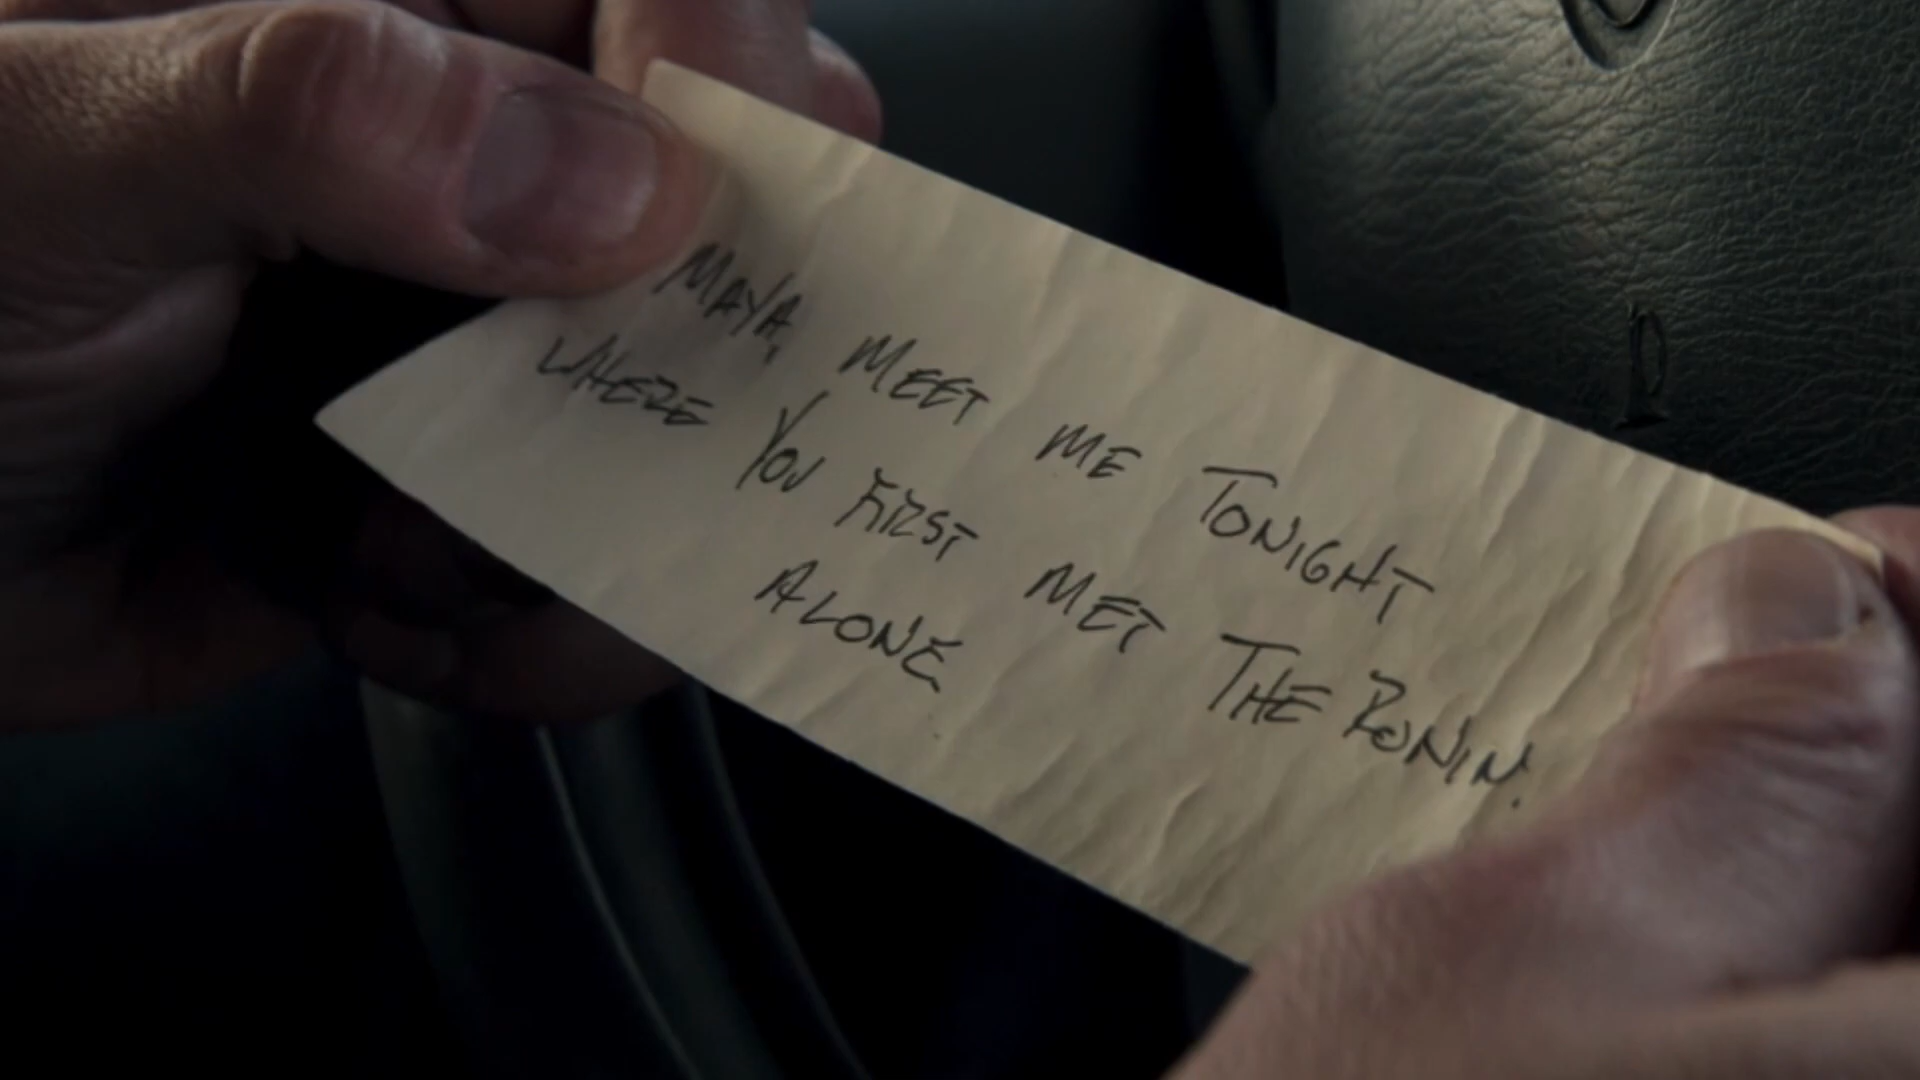 MAYA, MEET ME TONIGHT
WHERE YOU FIRST MET THE RONIN.
ALONE
P